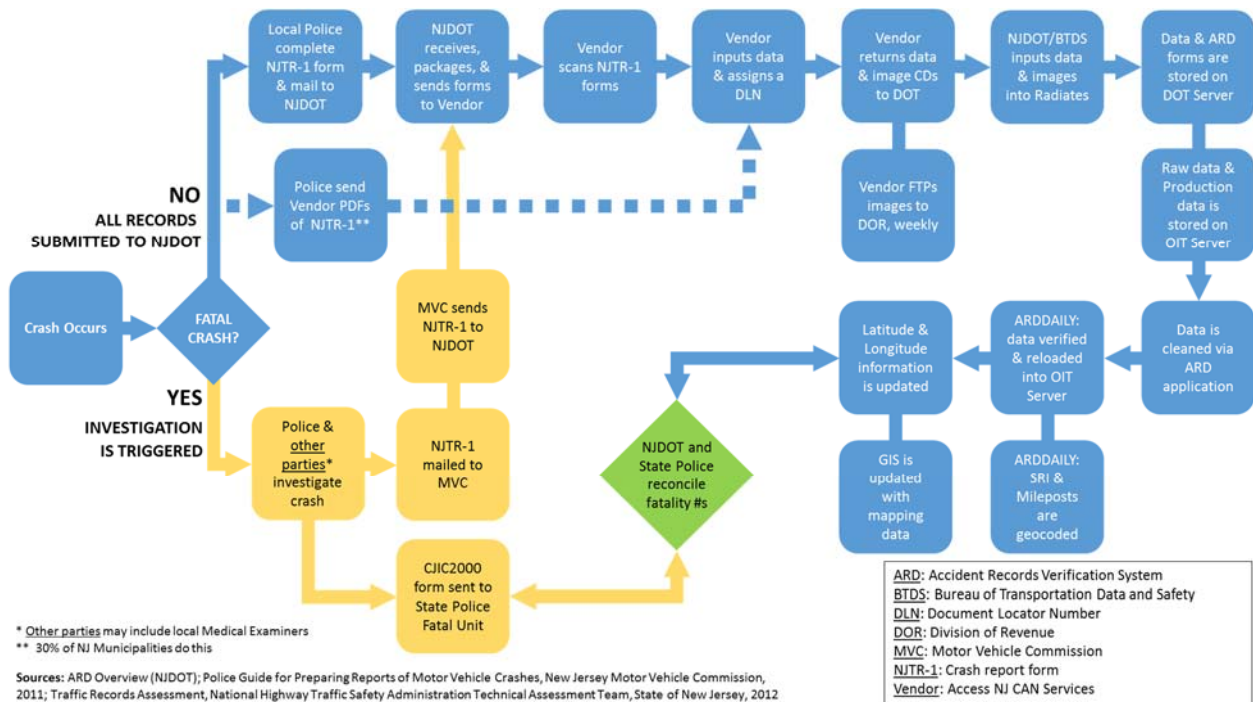 Local Police
complete
NJTR-1 form
& mail to
NJDOT
NJDOT
receives,
packages, &
sends forms
to Vendor
Vendor
scans NJTR-1
forms
Vendor
inputs data
& assigns a
DLN
Vendor
returns data
& image CDs
to DOT
NJDOT/BTDS
inputs data
& images
into Radiates
Data & ARD
forms are
stored on
DOT Server
NO
ALL RECORDS
SUBMITTED TO NJDOT
Police send
Vendor PDFs
of NJTR-1**
Vendor FTPs
images to
DOR, weekly
Raw data &
Production
data is
stored on
OIT Server
Crash Occurs
FATAL
CRASH?
MVC sends
NJTR-1 to
NJDOT
Latitude &
Longitude
information
is updated
ARDDAILY:
data verified
& reloaded
into OIT
Server
Data is
cleaned via
ARD
application
YES
INVESTIGATION
IS TRIGGERED
Police &
other
parties*
investigate
crash
NJTR-1
mailed to
MVC
NJDOT and
State Police
reconcile
fatality #s
GIS is
updated
with
mapping
data
ARDDAILY:
SRI &
Mileposts
are
geocoded
CJIC2000
form sent to
State Police
Fatal Unit
ARD: Accident Records Verification System
BTDS: Bureau of Transportation Data and Safety
DLN: Document Locator Number
DOR: Division of Revenue
MVC: Motor Vehicle Commission
NJTR-1: Crash report form
Vendor: Access NJ CAN Services
* Other parties may include local Medical Examiners
** 30% of NJ Municipalities do this
Sources: ARD Overview (NJDOT); Police Guide for Preparing Reports of Motor Vehicle Crashes, New Jersey Motor Vehicle Commission,
2011; Traffic Records Assessment, National Highway Traffic Safety Administration Technical Assessment Team, State of New Jersey, 2012